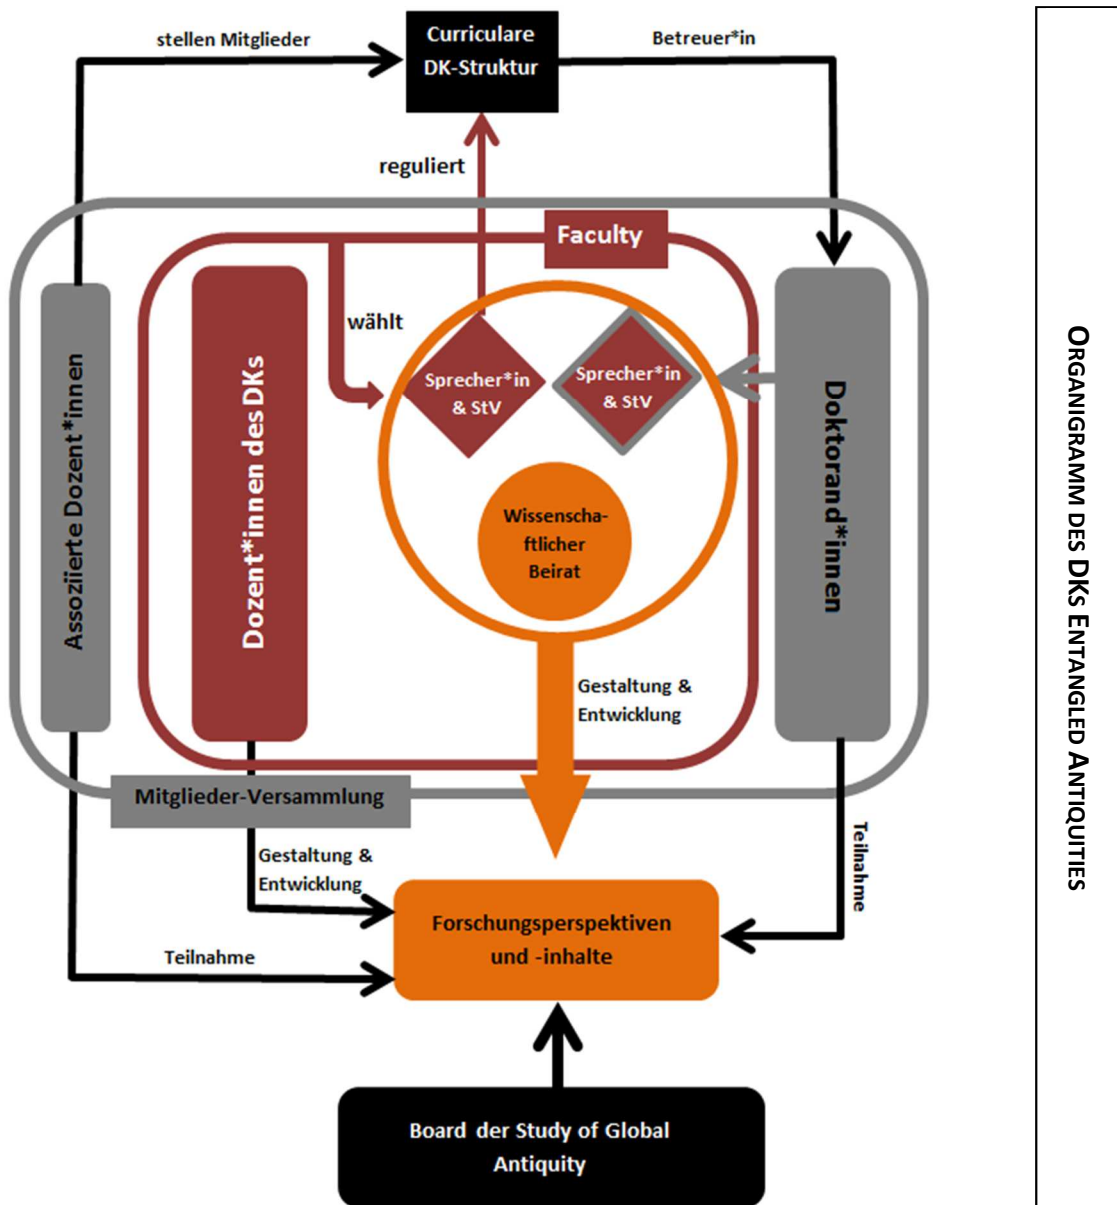 stellen Mitglieder
Curriculare
DK-Struktur
Betreuer*in
reguliert
Faculty
wählt
Assoziierte Dozent*innen
Dozent*innen des DKs
Sprecher*in
& StV
Sprecher*in
& StV
Doktorand*innen
Wissenscha-
ftlicher
Beirat
Gestaltung &
Entwicklung
Mitglieder-Versammlung
Gestaltung &
Entwicklung
Teilnahme
Teilnahme
Forschungsperspektiven
und -inhalte
Board der Study of Global
Antiquity
ORGANIGRAMM DES DKS ENTANGLED ANTIQUITIES